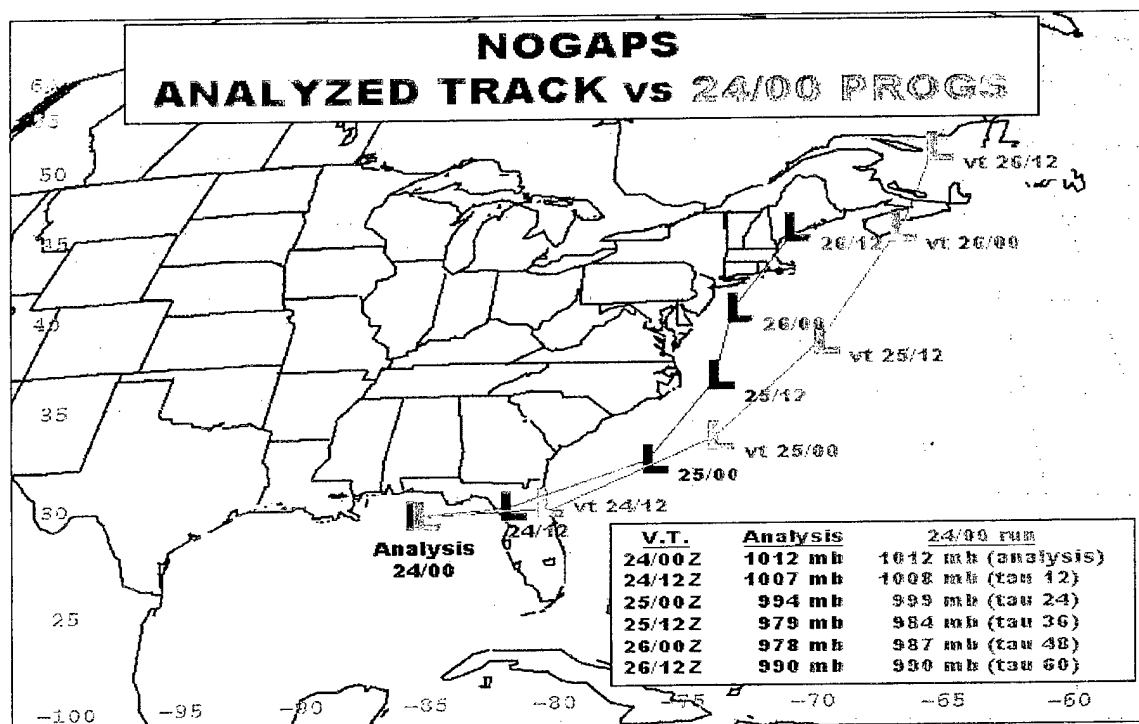 NOGAPS
ANALYZED TRACK vs 24/00 PROGS
50
L vt 26/12
L 26/12
L vt 26/00
40
L 26/00
L vt 25/12
L 25/12
35
L vt 25/00
L 25/00
30
L
L 24/12
L vt 24/12
Analysis
24/00
25
V.T. Analysis 24/00 run
24/00Z 1012 mb 1012 mb (analysis)
24/12Z 1007 mb 1008 mb (tau 12)
25/00Z 994 mb 999 mb (tau 24)
25/12Z 979 mb 984 mb (tau 36)
26/00Z 978 mb 987 mb (tau 48)
26/12Z 990 mb 990 mb (tau 60)
-100 -95 -90 -85 -80 -75 -70 -65 -60